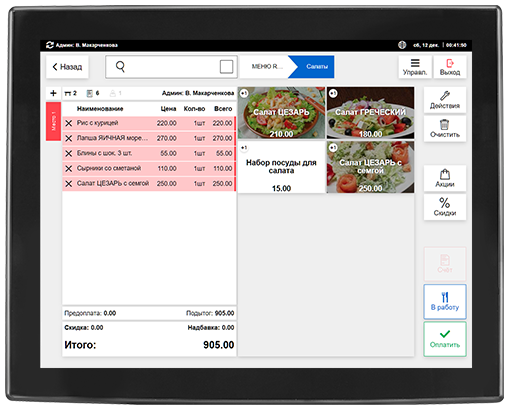 Админ: В. Макарченкова
сб, 12 дек. 00:41:50
Назад
МЕНЮ R...
Салаты
Управл.
Выход
2 6 1 Админ: В. Макарченкова
Наименование Цена Кол-во Всего
Рис с курицей 220.00 1шт 220.00
Лапша ЯИЧНАЯ море... 270.00 1шт 270.00
Блины с шок. 3 шт. 55.00 1шт 55.00
Сырники со сметаной 110.00 1шт 110.00
Салат ЦЕЗАРЬ с семгой 250.00 1шт 250.00
+1
Салат ЦЕЗАРЬ
210.00
+3
Салат ГРЕЧЕСКИЙ
180.00
+1
Набор посуды для
салата
15.00
+3
Салат ЦЕЗАРЬ с
семгой
250.00
Действия
Очистить
Акции
Скидки
Счёт
В работу
Оплатить
Предоплата: 0.00 Подытог: 905.00
Скидка: 0.00 Надбавка: 0.00
Итого: 905.00